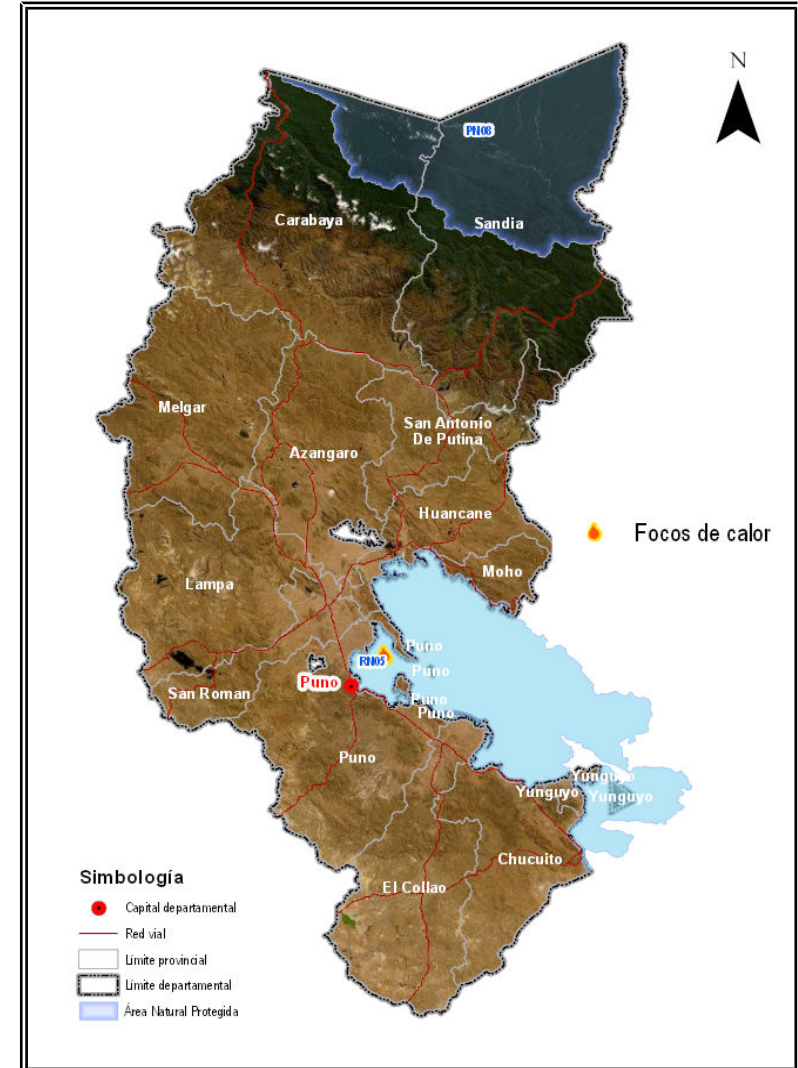 N
PN08
Carabaya
Sandia
Melgar
San Antonio
De Putina
Azangaro
Huancane
Focos de calor
Moho
Lampa
Puno
RN05
Puno
San Roman
Puno
Puno
Puno
Puno
Yunguyo
Yunguyo
Yunguyo
Chucuito
El Collao
Simbología
Capital departamental
Red vial
Límite provincial
Límite departamental
Área Natural Protegida